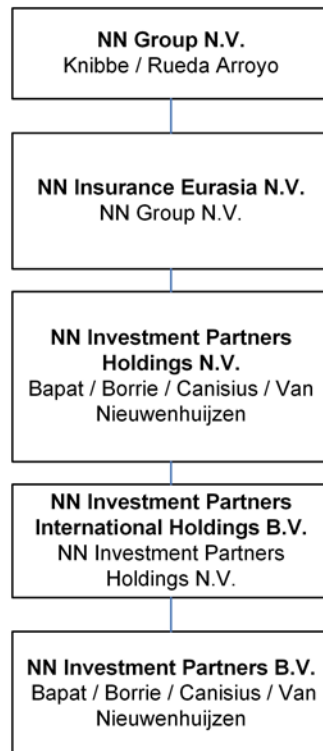 NN Group N.V.
Knibbe / Rueda Arroyo
NN Insurance Eurasia N.V.
NN Group N.V.
NN Investment Partners
Holdings N.V.
Bapat / Borrie / Canisius / Van
Nieuwenhuijzen
NN Investment Partners
International Holdings B.V.
NN Investment Partners
Holdings N.V.
NN Investment Partners B.V.
Bapat / Borrie / Canisius / Van
Nieuwenhuijzen